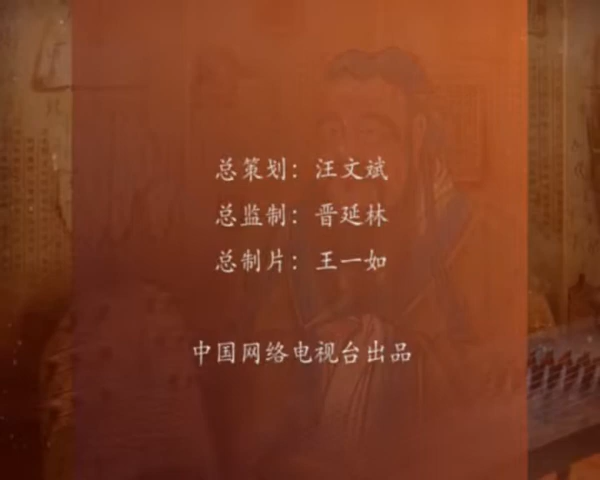 总策划：汪文斌
总监制：晋延林
总制片：王一如
中国网络电视台出品